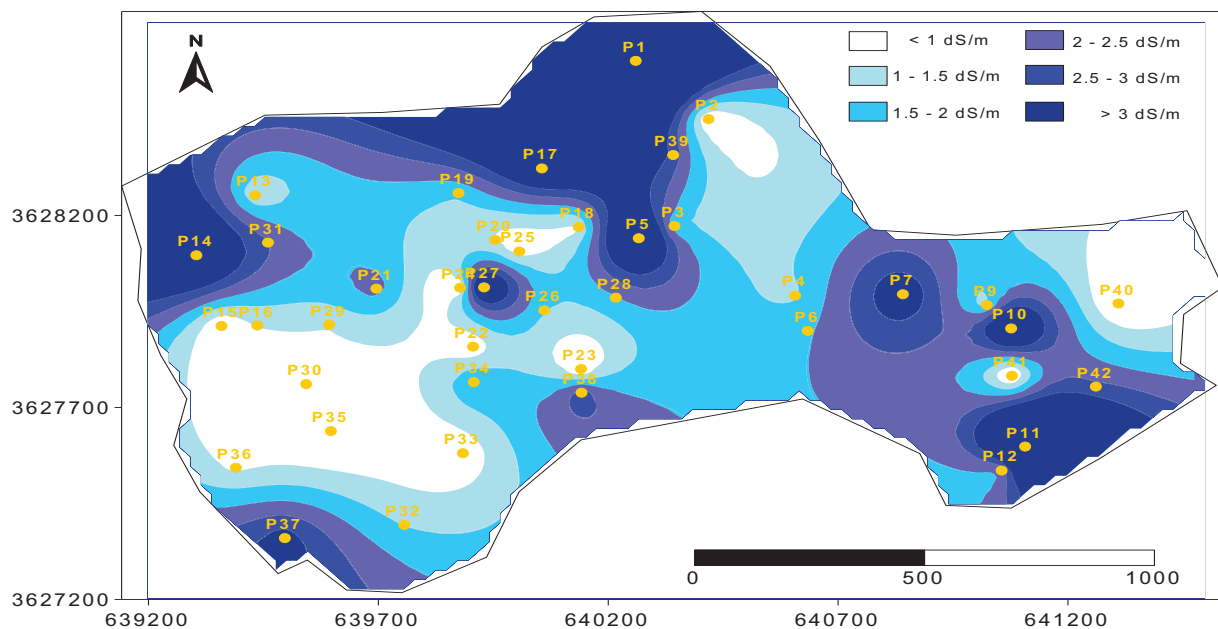 N
< 1 dS/m
2 - 2.5 dS/m
1 - 1.5 dS/m
2.5 - 3 dS/m
1.5 - 2 dS/m
> 3 dS/m
P1
P2
P39
P17
P13
P19
P18
P3
3628200
P14
P31
P20
P25
P5
P21
P24
P27
P28
P4
P7
P9
P40
P15
P16
P29
P26
P6
P10
P22
P23
P41
P30
P34
P38
P42
3627700
P35
P33
P11
P36
P12
P32
P37
0
500
1000
3627200
639200
639700
640200
640700
641200